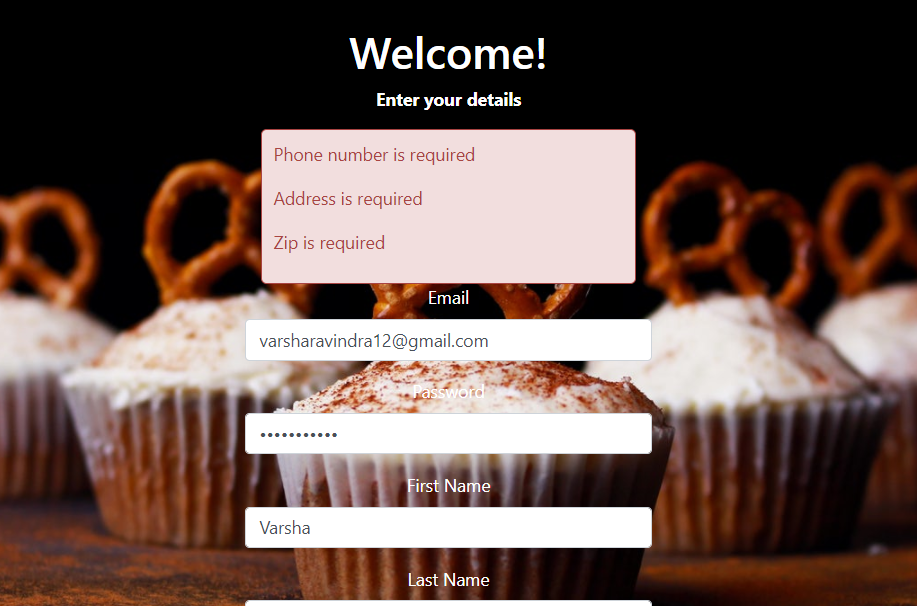 Welcome!
Enter your details
Phone number is required
Address is required
Zip is required
Email
varsharavindra12@gmail.com
Password
•••••••••••
First Name
Varsha
Last Name